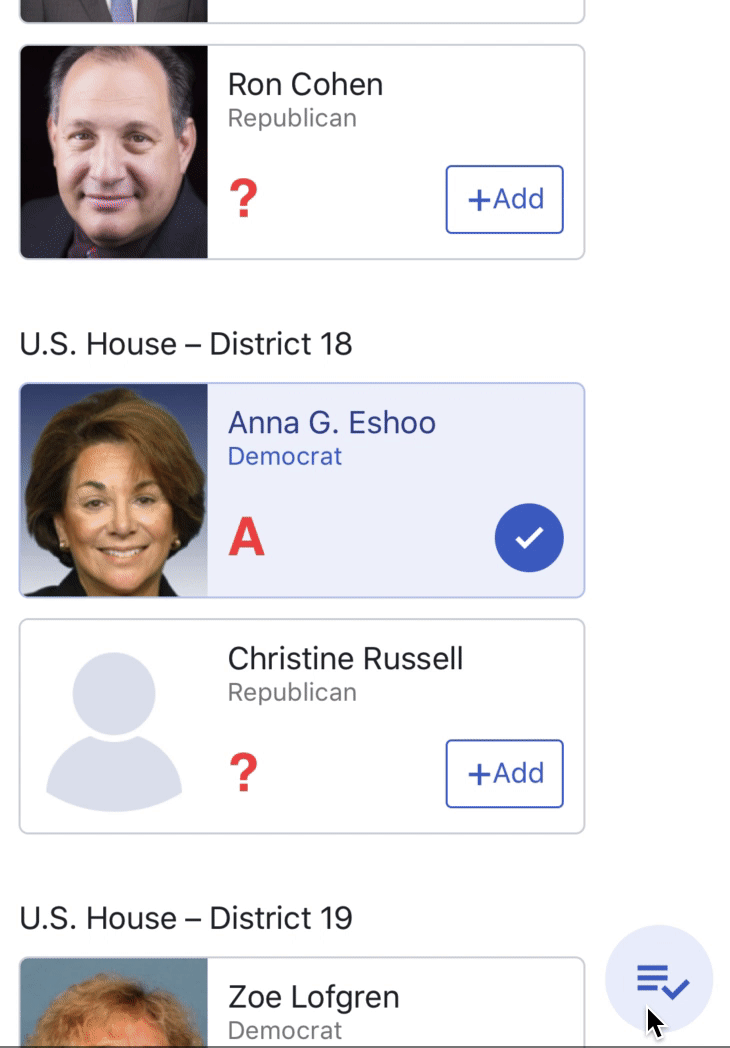 Ron Cohen
Republican
?
+Add
U.S. House – District 18
Anna G. Eshoo
Democrat
A
Christine Russell
Republican
?
+Add
U.S. House – District 19
Zoe Lofgren
Democrat